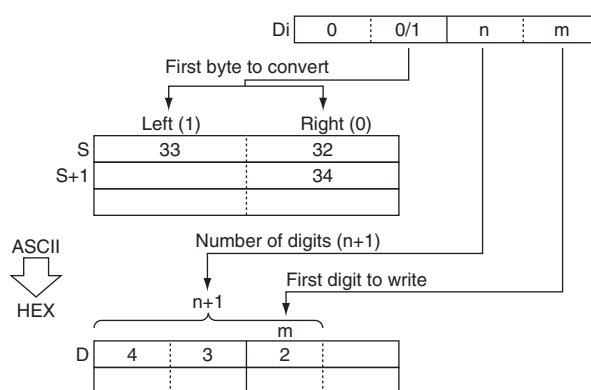 Di 0 0/1 n m
First byte to convert
Left (1) Right (0)
S 33 32
S+1 34
Number of digits (n+1)
ASCII
First digit to write
HEX
n+1
m
D 4 3 2